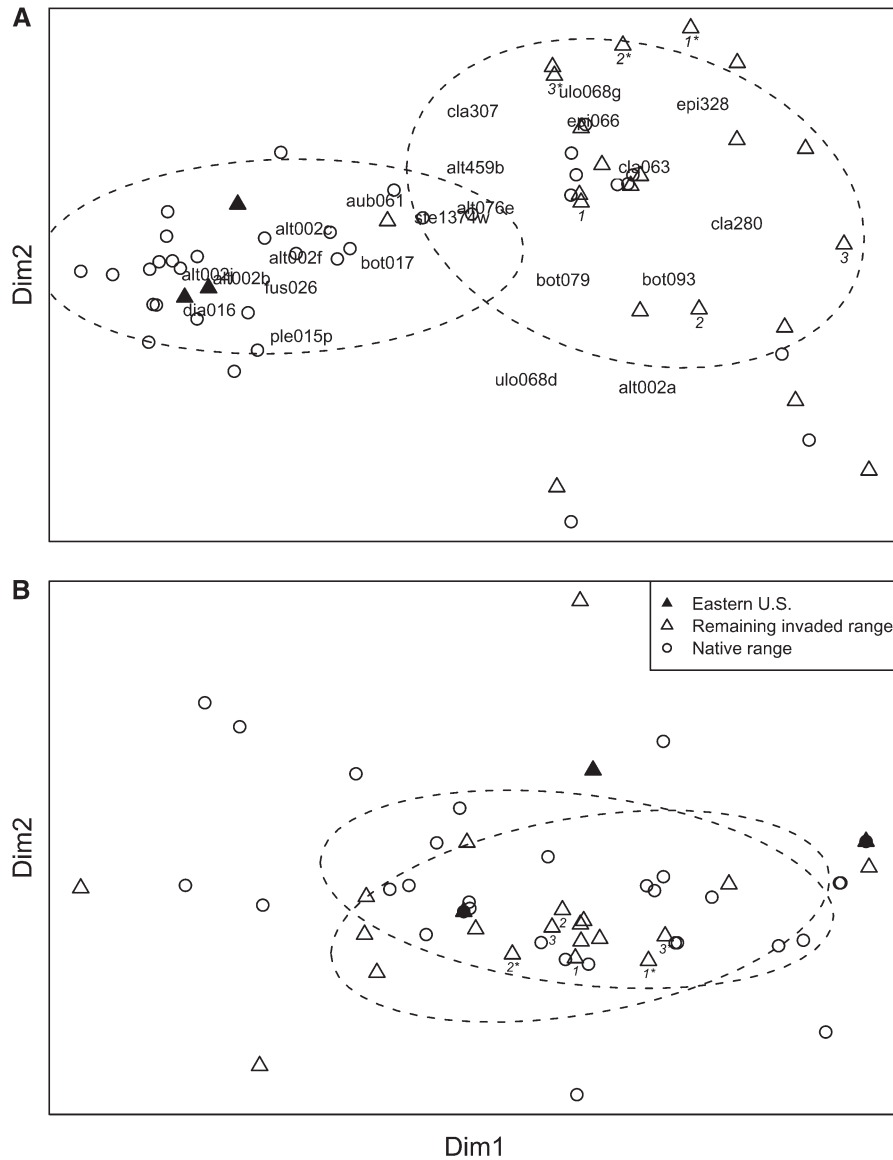 A
1*
2*
3*
ulo068g
epi328
cla307
epi066
alt459b
cla063
aub061
alt076e
1
ste1374w
alt002c
cla280
3
alt002f
bot017
alt002i
alt002b
bot079
bot093
fus026
dia016
2
ple015p
ulo068d
alt002a
Dim2
B
Eastern U.S.
Remaining invaded range
Native range
2
3
3*
2*
1
1*
Dim2
Dim1